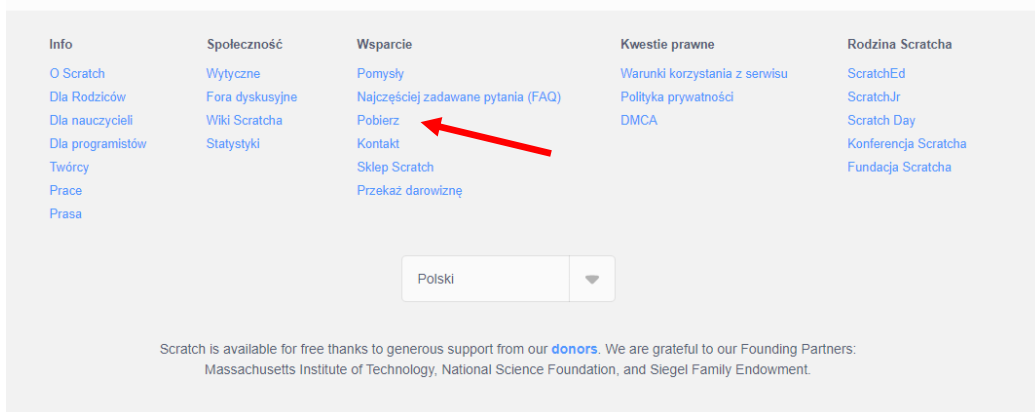 Info
O Scratch
Dla Rodziców
Dla nauczycieli
Dla programistów
Twórcy
Prace
Prasa
Społeczność
Wytyczne
Fora dyskusyjne
Wiki Scratcha
Statystyki
Wsparcie
Pomysły
Najczęściej zadawane pytania (FAQ)
Pobierz
Kontakt
Sklep Scratch
Przekaż darowiznę
Kwestie prawne
Warunki korzystania z serwisu
Polityka prywatności
DMCA
Rodzina Scratcha
ScratchEd
ScratchJr
Scratch Day
Konferencja Scratcha
Fundacja Scratcha
Polski
Scratch is available for free thanks to generous support from our donors. We are grateful to our Founding Partners:
Massachusetts Institute of Technology, National Science Foundation, and Siegel Family Endowment.